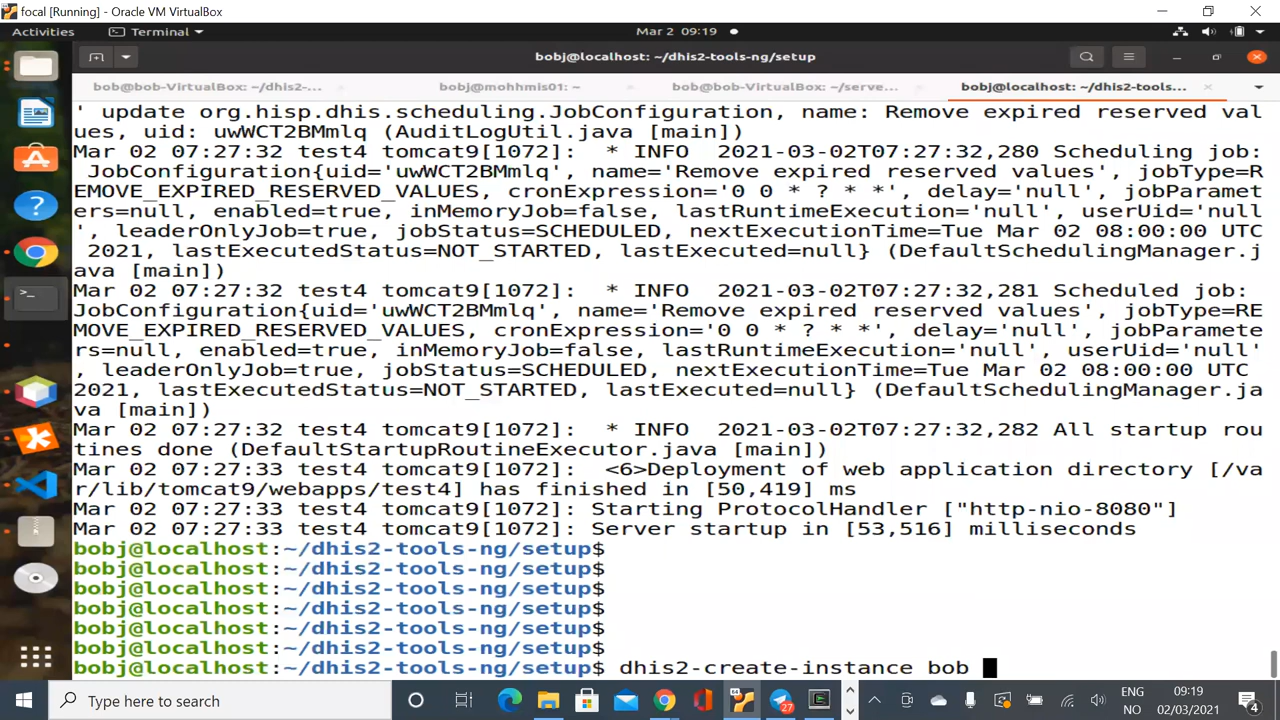 focal [Running] - Oracle VM VirtualBox
Activities
Terminal
Mar 2 09:19
bobj@localhost: ~/dhis2-tools-ng/setup
bob@bob-VirtualBox: ~/dhis2-...
bobj@mohhmis01: ~
bob@bob-VirtualBox: ~/serve...
bobj@localhost: ~/dhis2-tools...
' update org.hisp.dhis.scheduling.JobConfiguration, name: Remove expired reserved val
ues, uid: uwWCT2BMmlq (AuditLogUtil.java [main])
Mar 02 07:27:32 test4 tomcat9[1072]:  * INFO  2021-03-02T07:27:32,280 Scheduling job:
 JobConfiguration{uid='uwWCT2BMmlq', name='Remove expired reserved values', jobType=R
EMOVE_EXPIRED_RESERVED_VALUES, cronExpression='0 0 * ? * *', delay='null', jobParamet
ers=null, enabled=true, inMemoryJob=false, lastRuntimeExecution='null', userUid='null
', leaderOnlyJob=true, jobStatus=SCHEDULED, nextExecutionTime=Tue Mar 02 08:00:00 UTC
 2021, lastExecutedStatus=NOT_STARTED, lastExecuted=null} (DefaultSchedulingManager.j
ava [main])
Mar 02 07:27:32 test4 tomcat9[1072]:  * INFO  2021-03-02T07:27:32,281 Scheduled job:
JobConfiguration{uid='uwWCT2BMmlq', name='Remove expired reserved values', jobType=RE
MOVE_EXPIRED_RESERVED_VALUES, cronExpression='0 0 * ? * *', delay='null', jobParamete
rs=null, enabled=true, inMemoryJob=false, lastRuntimeExecution='null', userUid='null'
, leaderOnlyJob=true, jobStatus=SCHEDULED, nextExecutionTime=Tue Mar 02 08:00:00 UTC
2021, lastExecutedStatus=NOT_STARTED, lastExecuted=null} (DefaultSchedulingManager.ja
va [main])
Mar 02 07:27:32 test4 tomcat9[1072]:  * INFO  2021-03-02T07:27:32,282 All startup rou
tines done (DefaultStartupRoutineExecutor.java [main])
Mar 02 07:27:33 test4 tomcat9[1072]:  <6>Deployment of web application directory [/va
r/lib/tomcat9/webapps/test4] has finished in [50,419] ms
Mar 02 07:27:33 test4 tomcat9[1072]: Starting ProtocolHandler ["http-nio-8080"]
Mar 02 07:27:33 test4 tomcat9[1072]: Server startup in [53,516] milliseconds
bobj@localhost:~/dhis2-tools-ng/setup$
bobj@localhost:~/dhis2-tools-ng/setup$
bobj@localhost:~/dhis2-tools-ng/setup$
bobj@localhost:~/dhis2-tools-ng/setup$
bobj@localhost:~/dhis2-tools-ng/setup$
bobj@localhost:~/dhis2-tools-ng/setup$
bobj@localhost:~/dhis2-tools-ng/setup$ dhis2-create-instance bob
Type here to search
27
ENG
NO
09:19
02/03/2021
4